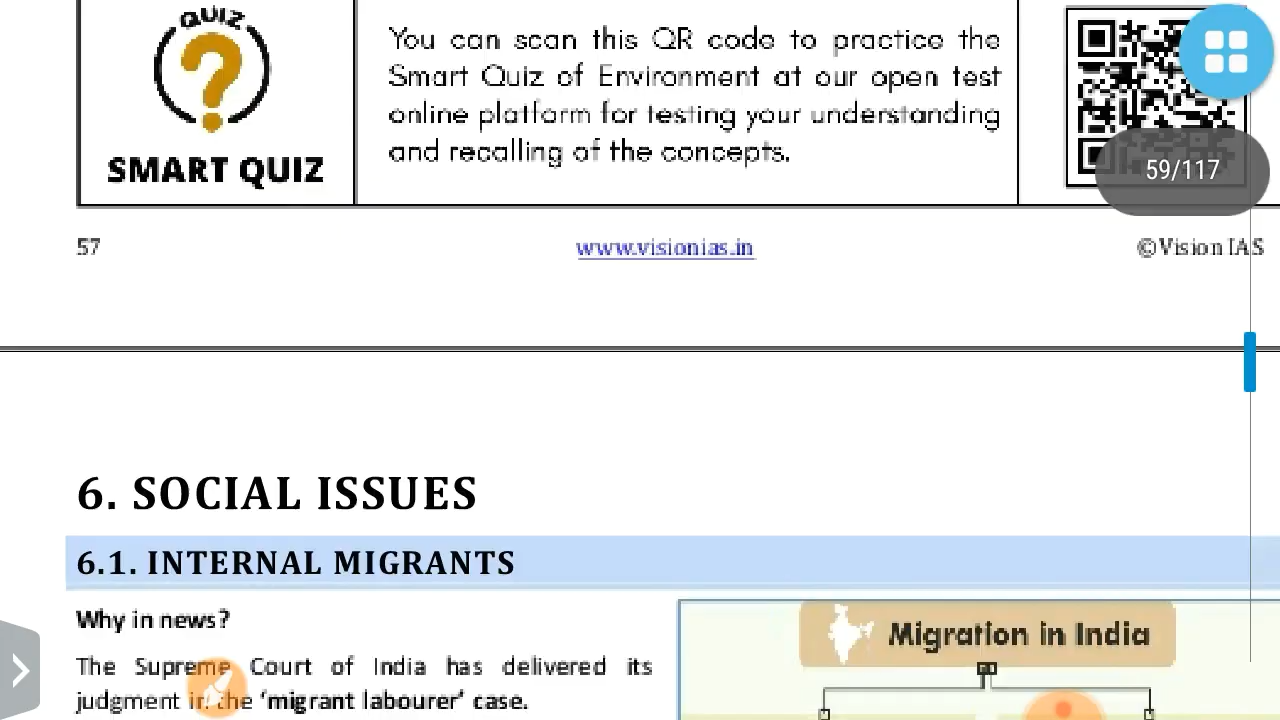 QUIZ
SMART QUIZ
You can scan this QR code to practice the
Smart Quiz of Environment at our open test
online platform for testing your understanding
and recalling of the concepts.
59/117
57
www.visionias.in
©Vision IAS
6. SOCIAL ISSUES
6.1. INTERNAL MIGRANTS
Why in news?
The Supreme Court of India has delivered its
judgment in the 'migrant labourer' case.
Migration in India